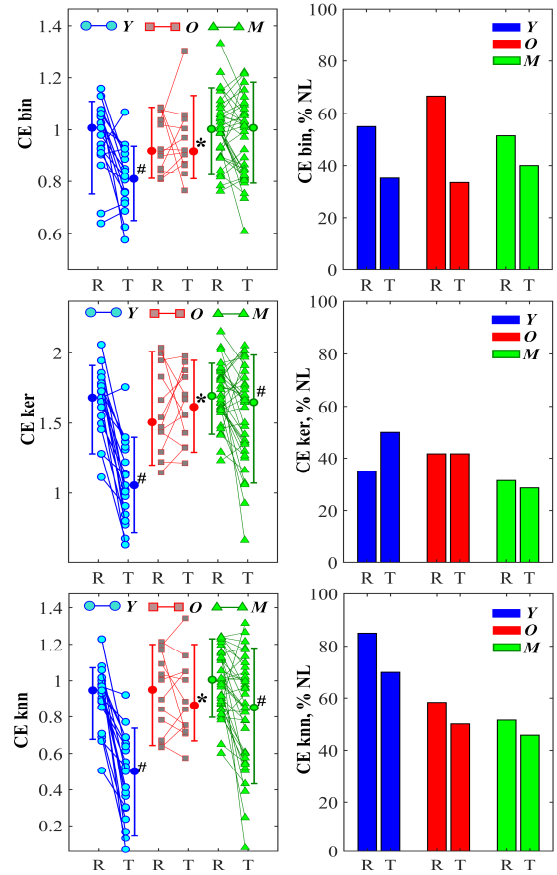 CE bin
1.4
1.2
1
0.8
0.6
Y O M
#
*
R T R T R T
CE bin, % NL
100
80
60
40
20
0
Y
O
M
R T R T R T
CE ker
2
1.5
1
Y O M
#
*
#
R T R T R T
CE ker, % NL
100
80
60
40
20
0
Y
O
M
R T R T R T
CE knn
1.4
1.2
1
0.8
0.6
0.4
0.2
Y O M
#
*
#
R T R T R T
CE knn, % NL
100
80
60
40
20
0
Y
O
M
R T R T R T